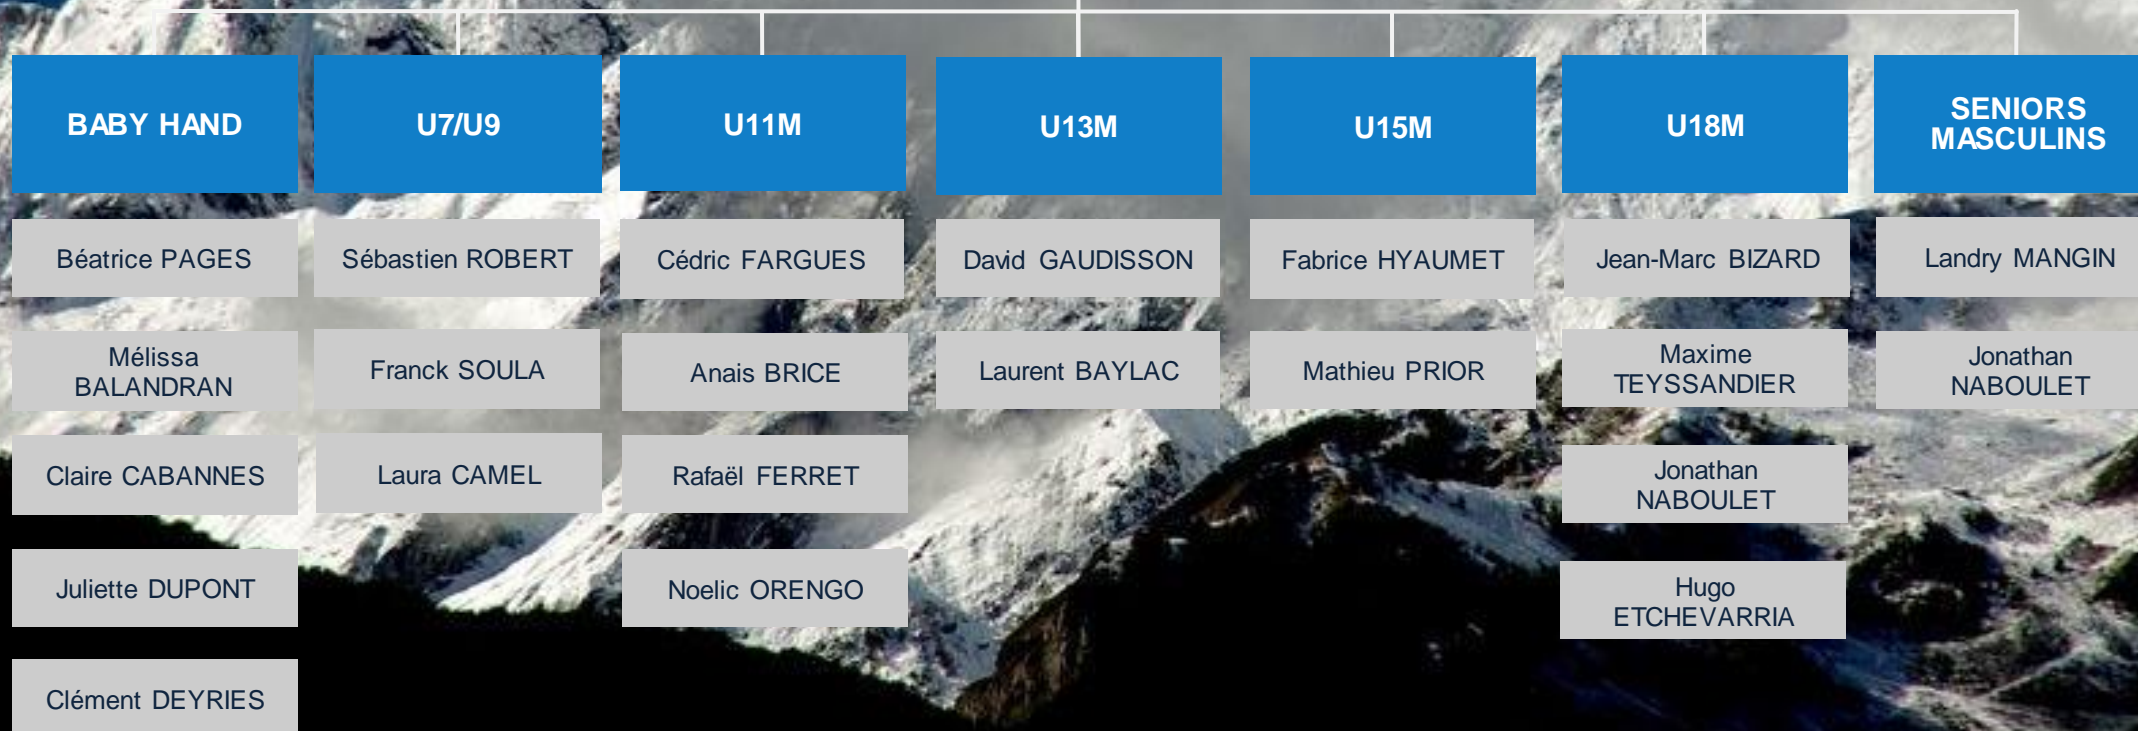 BABY HAND
U7/U9
U11M
U13M
U15M
U18M
SENIORS
MASCULINS
Béatrice PAGES
Sébastien ROBERT
Cédric FARGUES
David GAUDISSON
Fabrice HYAUMET
Jean-Marc BIZARD
Landry MANGIN
Mélissa
BALANDRAN
Franck SOULA
Anais BRICE
Laurent BAYLAC
Mathieu PRIOR
Maxime
TEYSSANDIER
Jonathan
NABOULET
Claire CABANNES
Laura CAMEL
Rafaël FERRET
Jonathan
NABOULET
Juliette DUPONT
Noelic ORENGO
Hugo
ETCHEVARRIA
Clément DEYRIES